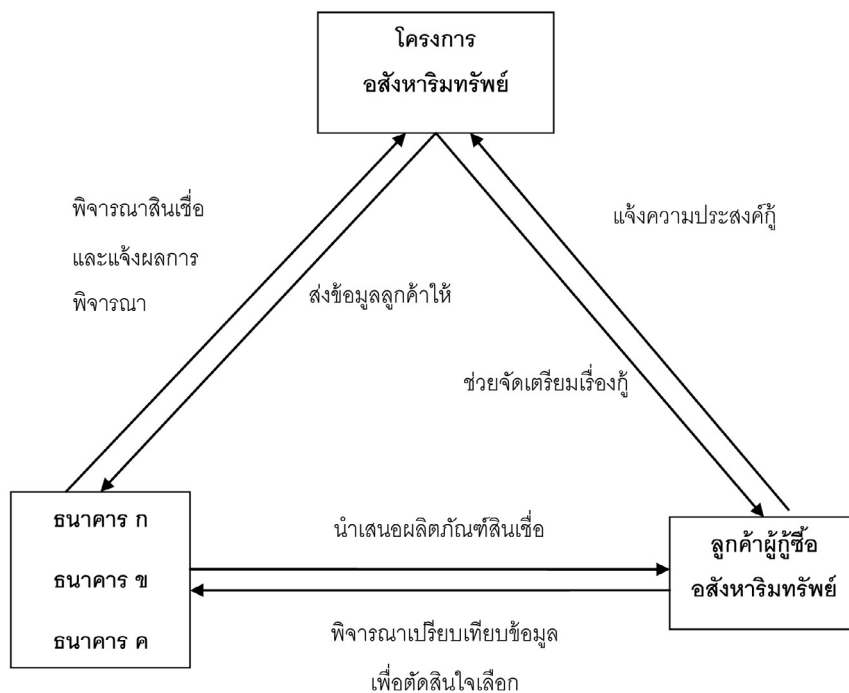 โครงการ
อสังหาริมทรัพย์
พิจารณาสินเชื่อ
และแจ้งผลการ
พิจารณา
แจ้งความประสงค์กู้
ส่งข้อมูลลูกค้าให้
ช่วยจัดเตรียมเรื่องกู้
ธนาคาร ก
ธนาคาร ข
ธนาคาร ค
นำเสนอผลิตภัณฑ์สินเชื่อ
ลูกค้าผู้กู้ซื้อ
อสังหาริมทรัพย์
พิจารณาเปรียบเทียบข้อมูล
เพื่อตัดสินใจเลือก